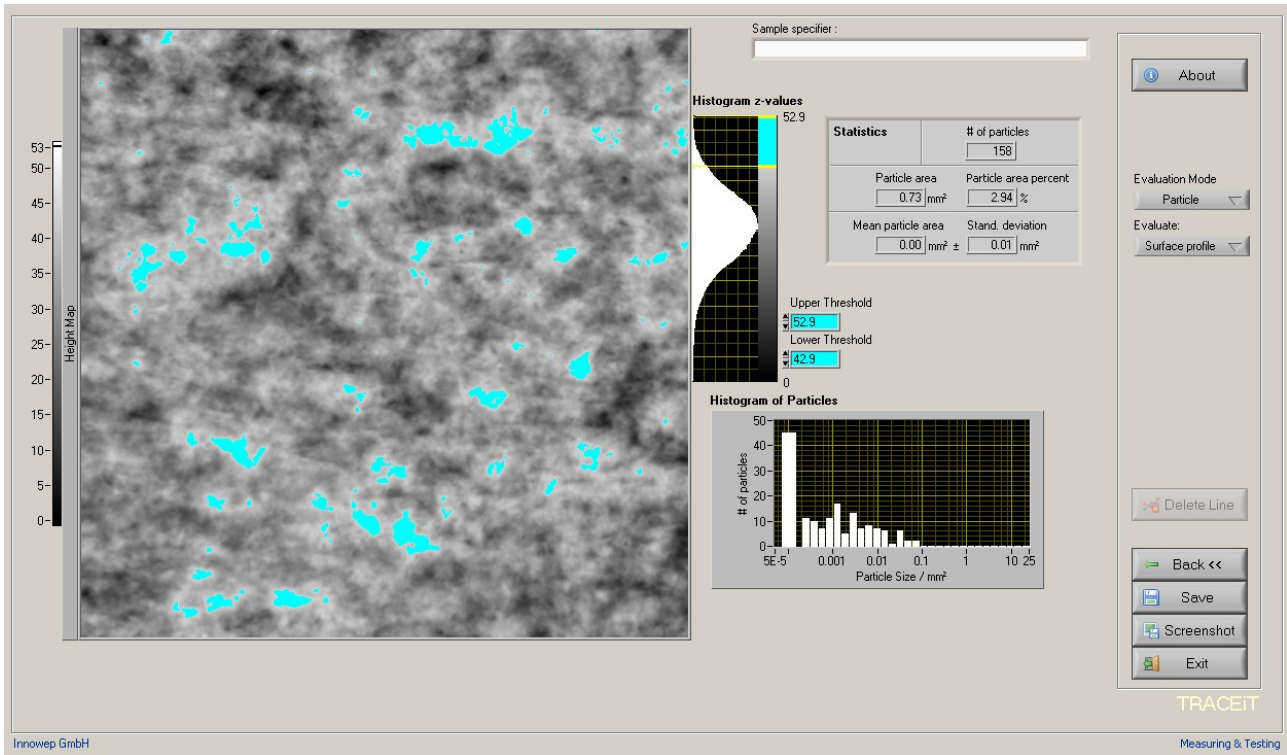 Sample specifier :
About
Histogram z-values
52.9
Statistics
# of particles
158
Particle area
Particle area percent
0.73 mm²
2.94 %
Mean particle area
Stand. deviation
0.00 mm² ±
0.01 mm²
Evaluation Mode
Particle
Evaluate:
Surface profile
53
50
45
40
35
30
25
20
15
10
5
0
Height Map
Upper Threshold
52.9
Lower Threshold
42.9
0
Histogram of Particles
50
40
30
20
10
0
# of particles
5E-5 0.001 0.01 0.1 1 10 25
Particle Size / mm²
Delete Line
Back <<
Save
Screenshot
Exit
TRACEiT
Innowep GmbH
Measuring & Testing